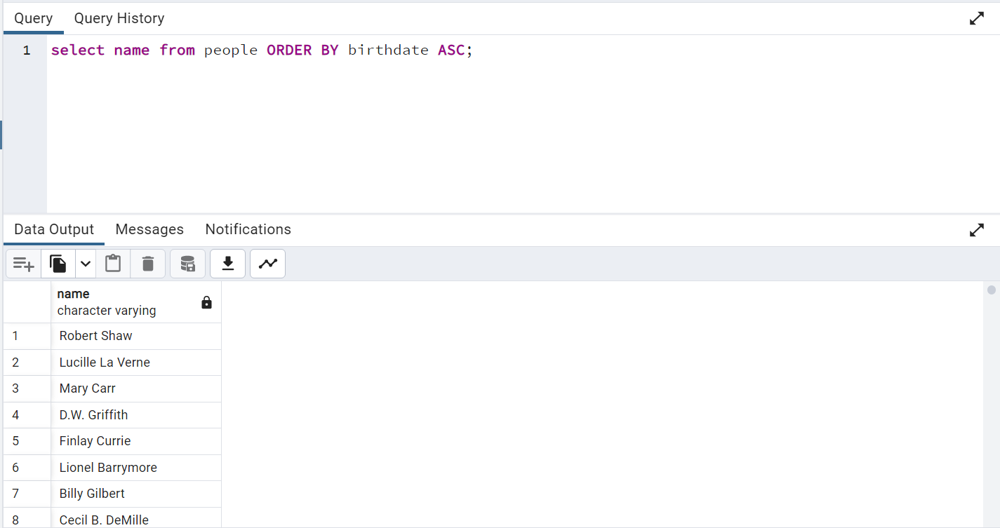 Query Query History
1 select name from people ORDER BY birthdate ASC;
Data Output Messages Notifications
name
character varying
1 Robert Shaw
2 Lucille La Verne
3 Mary Carr
4 D.W. Griffith
5 Finlay Currie
6 Lionel Barrymore
7 Billy Gilbert
8 Cecil B. DeMille